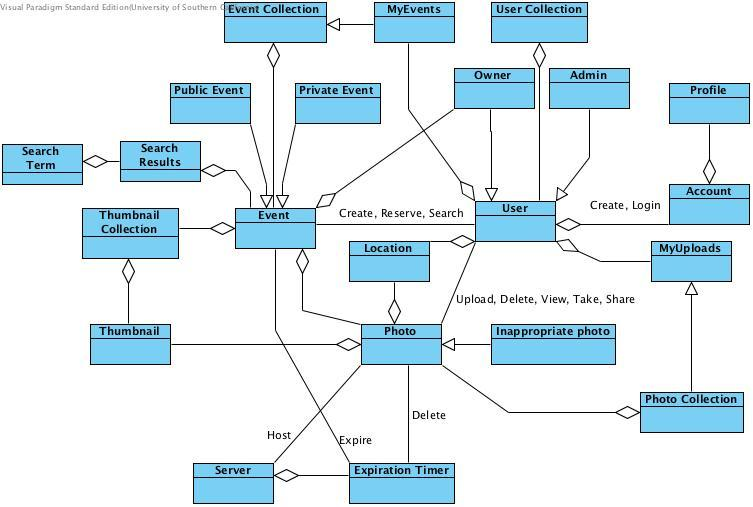 Visual Paradigm Standard Edition(University of Southern C
Event Collection
MyEvents
User Collection
Owner
Admin
Public Event
Private Event
Profile
Search
Term
Search
Results
Account
Thumbnail
Collection
Event
Create, Reserve, Search
User
Create, Login
Location
MyUploads
Upload, Delete, View, Take, Share
Thumbnail
Photo
Inappropriate photo
Photo Collection
Delete
Host
Expire
Server
Expiration Timer